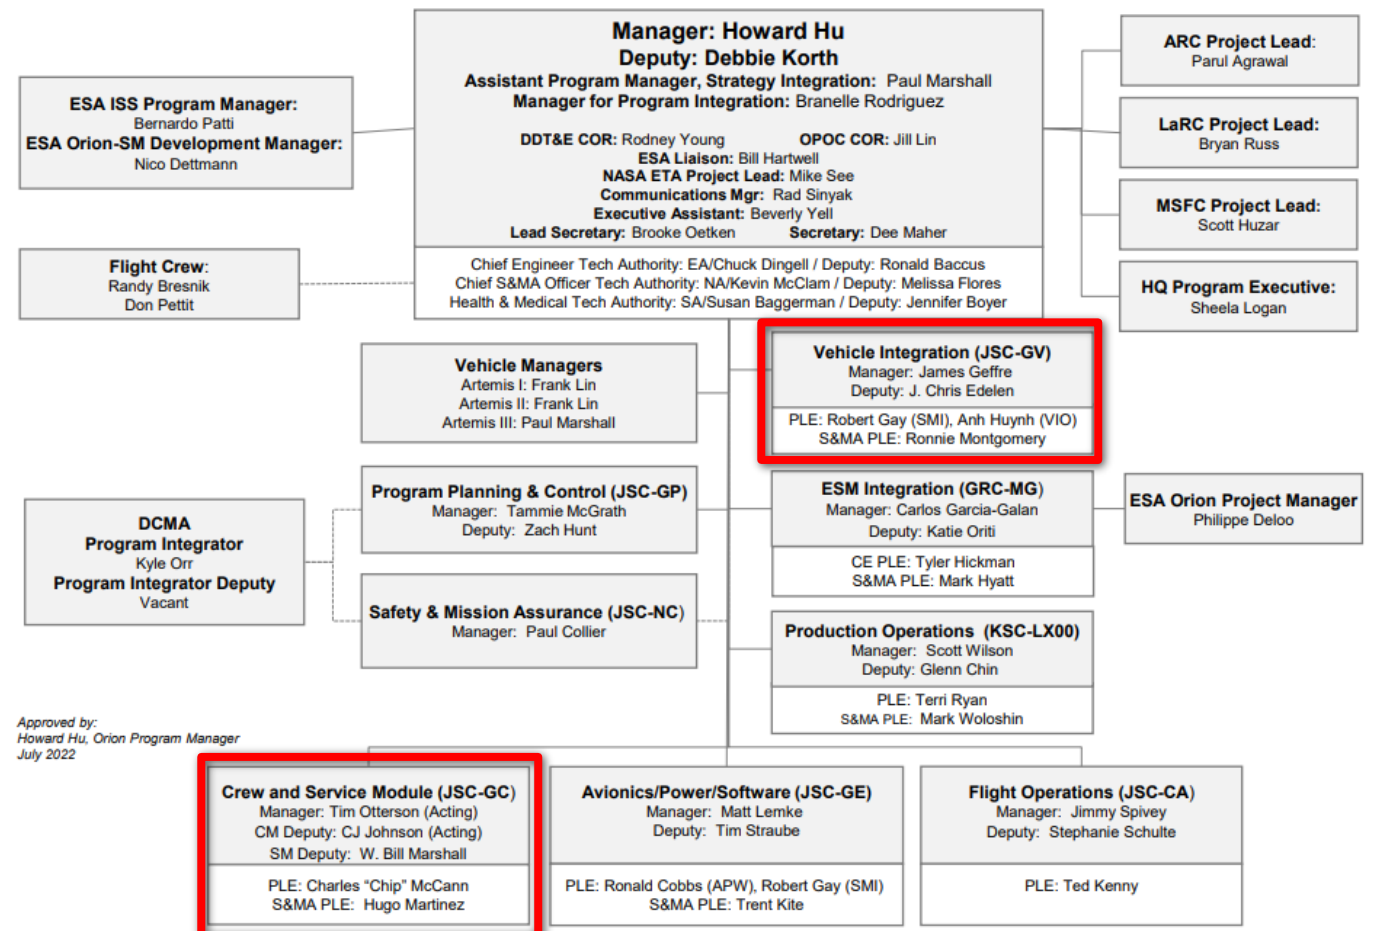 Manager: Howard Hu
Deputy: Debbie Korth
Assistant Program Manager, Strategy Integration: Paul Marshall
Manager for Program Integration: Branelle Rodriguez
DDT&E COR: Rodney Young OPOC COR: Jill Lin
ESA Liaison: Bill Hartwell
NASA ETA Project Lead: Mike See
Communications Mgr: Rad Sinyak
Executive Assistant: Beverly Yell
Lead Secretary: Brooke Oetken Secretary: Dee Maher
Chief Engineer Tech Authority: EA/Chuck Dingell / Deputy: Ronald Baccus
Chief S&MA Officer Tech Authority: NA/Kevin McClam / Deputy: Melissa Flores
Health & Medical Tech Authority: SA/Susan Baggerman / Deputy: Jennifer Boyer
ESA ISS Program Manager:
Bernardo Patti
ESA Orion-SM Development Manager:
Nico Dettmann
Flight Crew:
Randy Bresnik
Don Pettit
ARC Project Lead:
Parul Agrawal
LaRC Project Lead:
Bryan Russ
MSFC Project Lead:
Scott Huzar
HQ Program Executive:
Sheela Logan
Vehicle Managers
Artemis I: Frank Lin
Artemis II: Frank Lin
Artemis III: Paul Marshall
Vehicle Integration (JSC-GV)
Manager: James Geffre
Deputy: J. Chris Edelen
PLE: Robert Gay (SMI), Anh Huynh (VIO)
S&MA PLE: Ronnie Montgomery
Program Planning & Control (JSC-GP)
Manager: Tammie McGrath
Deputy: Zach Hunt
ESM Integration (GRC-MG)
Manager: Carlos Garcia-Galan
Deputy: Katie Oriti
CE PLE: Tyler Hickman
S&MA PLE: Mark Hyatt
ESA Orion Project Manager
Philippe Deloo
DCMA
Program Integrator
Kyle Orr
Program Integrator Deputy
Vacant
Safety & Mission Assurance (JSC-NC)
Manager: Paul Collier
Production Operations (KSC-LX00)
Manager: Scott Wilson
Deputy: Glenn Chin
PLE: Terri Ryan
S&MA PLE: Mark Woloshin
Approved by:
Howard Hu, Orion Program Manager
July 2022
Crew and Service Module (JSC-GC)
Manager: Tim Otterson (Acting)
CM Deputy: CJ Johnson (Acting)
SM Deputy: W. Bill Marshall
PLE: Charles “Chip” McCann
S&MA PLE: Hugo Martinez
Avionics/Power/Software (JSC-GE)
Manager: Matt Lemke
Deputy: Tim Straube
PLE: Ronald Cobbs (APW), Robert Gay (SMI)
S&MA PLE: Trent Kite
Flight Operations (JSC-CA)
Manager: Jimmy Spivey
Deputy: Stephanie Schulte
PLE: Ted Kenny